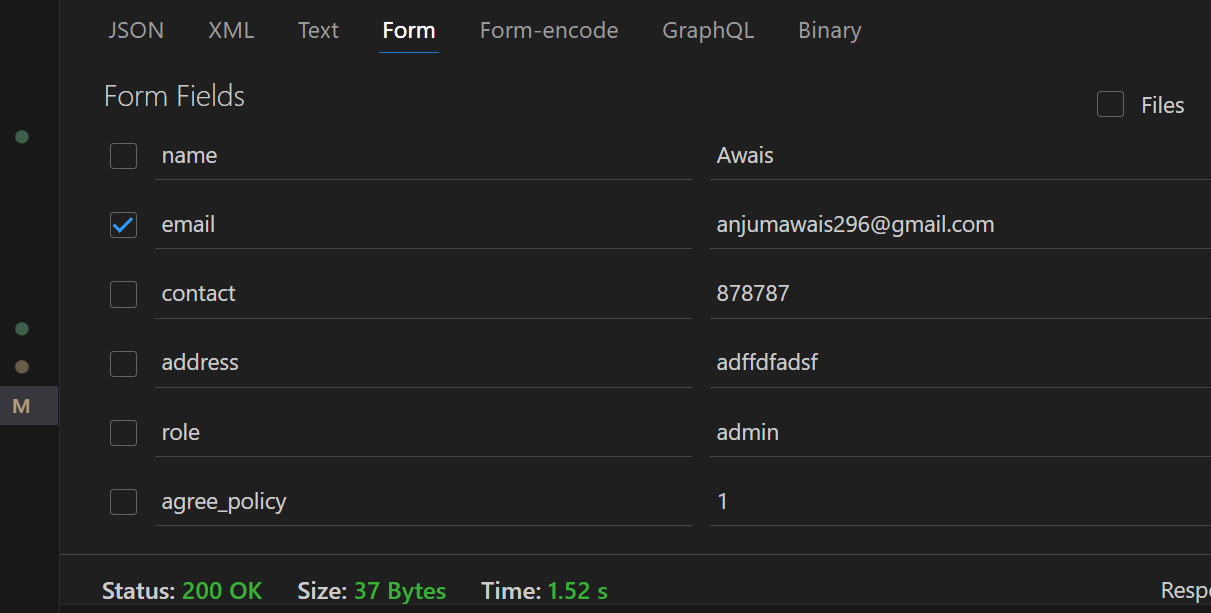 JSON XML Text Form Form-encode GraphQL Binary
Form Fields
Files
name Awais
email anjumawais296@gmail.com
contact 878787
address adffdfadsf
M
role admin
agree_policy 1
Status: 200 OK Size: 37 Bytes Time: 1.52 s
Resp